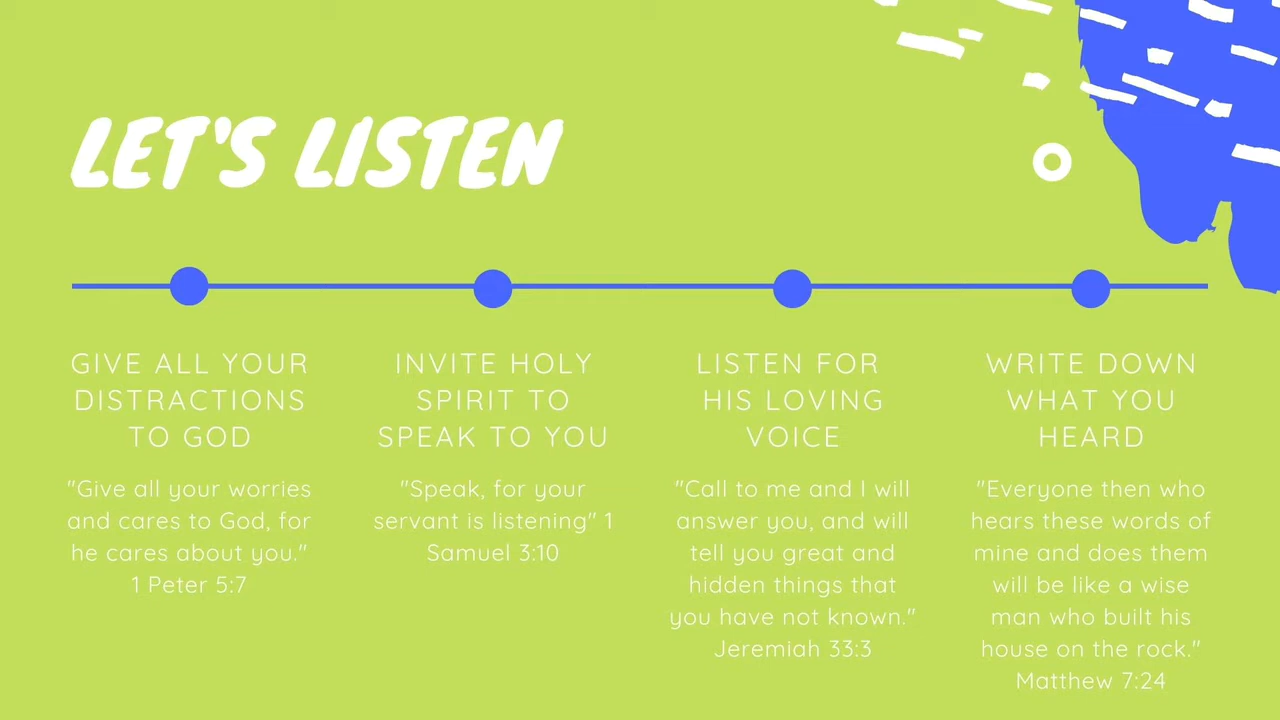 LET'S LISTEN
GIVE ALL YOUR
DISTRACTIONS
TO GOD
"Give all your worries
and cares to God, for
he cares about you."
1 Peter 5:7
INVITE HOLY
SPIRIT TO
SPEAK TO YOU
"Speak, for your
servant is listening" 1
Samuel 3:10
LISTEN FOR
HIS LOVING
VOICE
"Call to me and I will
answer you, and will
tell you great and
hidden things that
you have not known."
Jeremiah 33:3
WRITE DOWN
WHAT YOU
HEARD
"Everyone then who
hears these words of
mine and does them
will be like a wise
man who built his
house on the rock."
Matthew 7:24